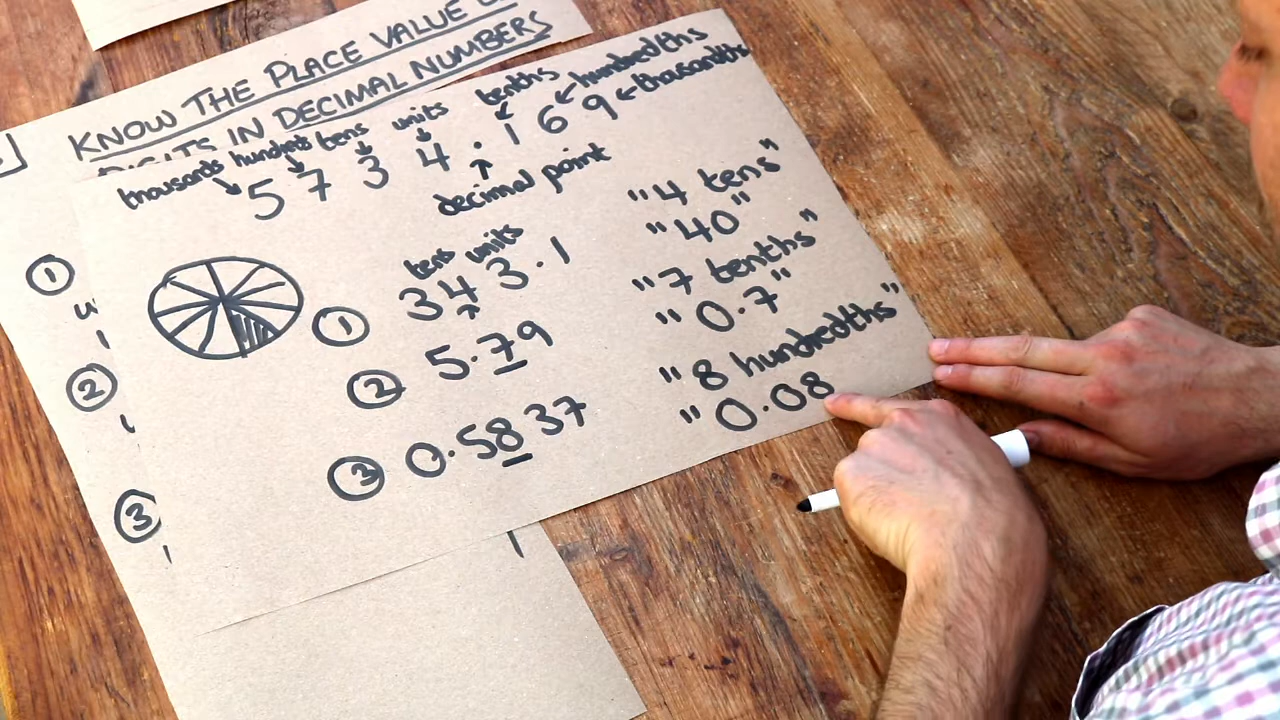 KNOW THE PLACE VALUE
DIGITS IN DECIMAL NUMBERS
thousands hundreds tens units tenths hundredths
thousandths
5 7 3 4 . 1 6 9
decimal point
tens units
① 343.1 "4 tens"
"40"
② 5.79 "7 tenths"
"0.7"
③ 0.5837 "8 hundredths"
"0.08
①
②
③